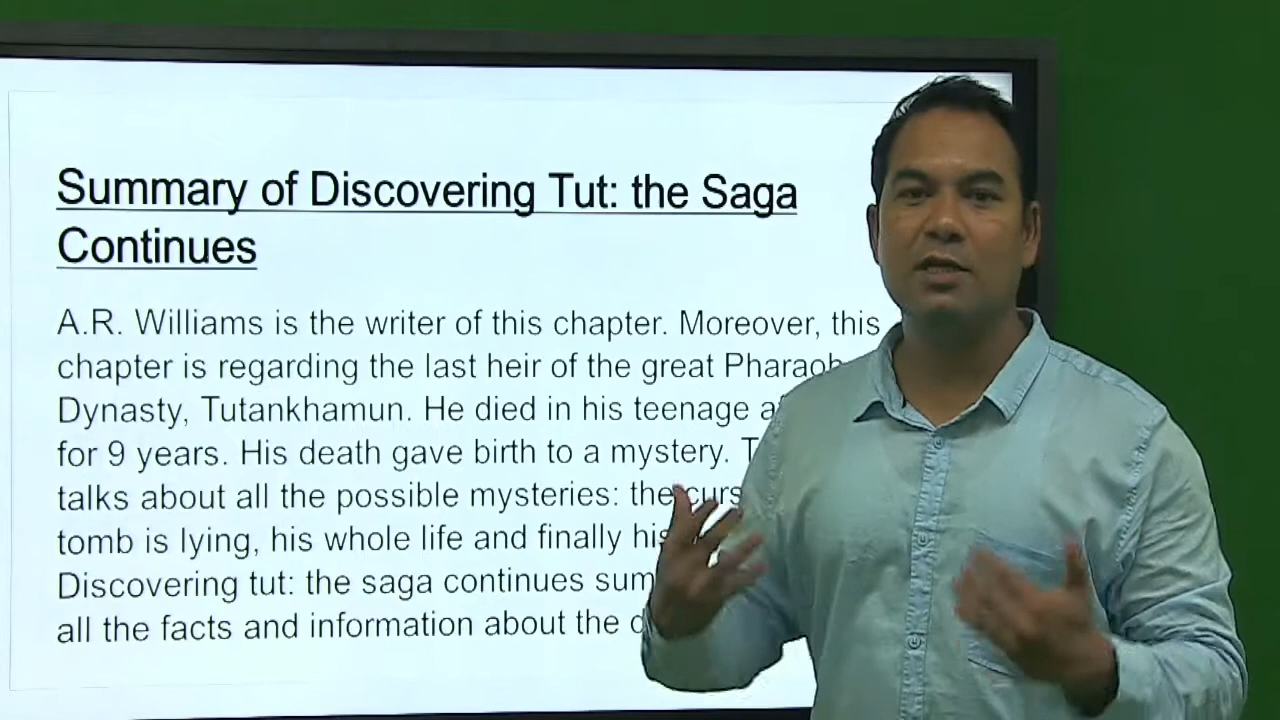 Summary of Discovering Tut: the Saga
Continues
A.R. Williams is the writer of this chapter. Moreover, this
chapter is regarding the last heir of the great Pharaoh
Dynasty, Tutankhamun. He died in his teenage
for 9 years. His death gave birth to a mystery.
talks about all the possible mysteries: the
tomb is lying, his whole life and finally his
Discovering tut: the saga continues
all the facts and information about the